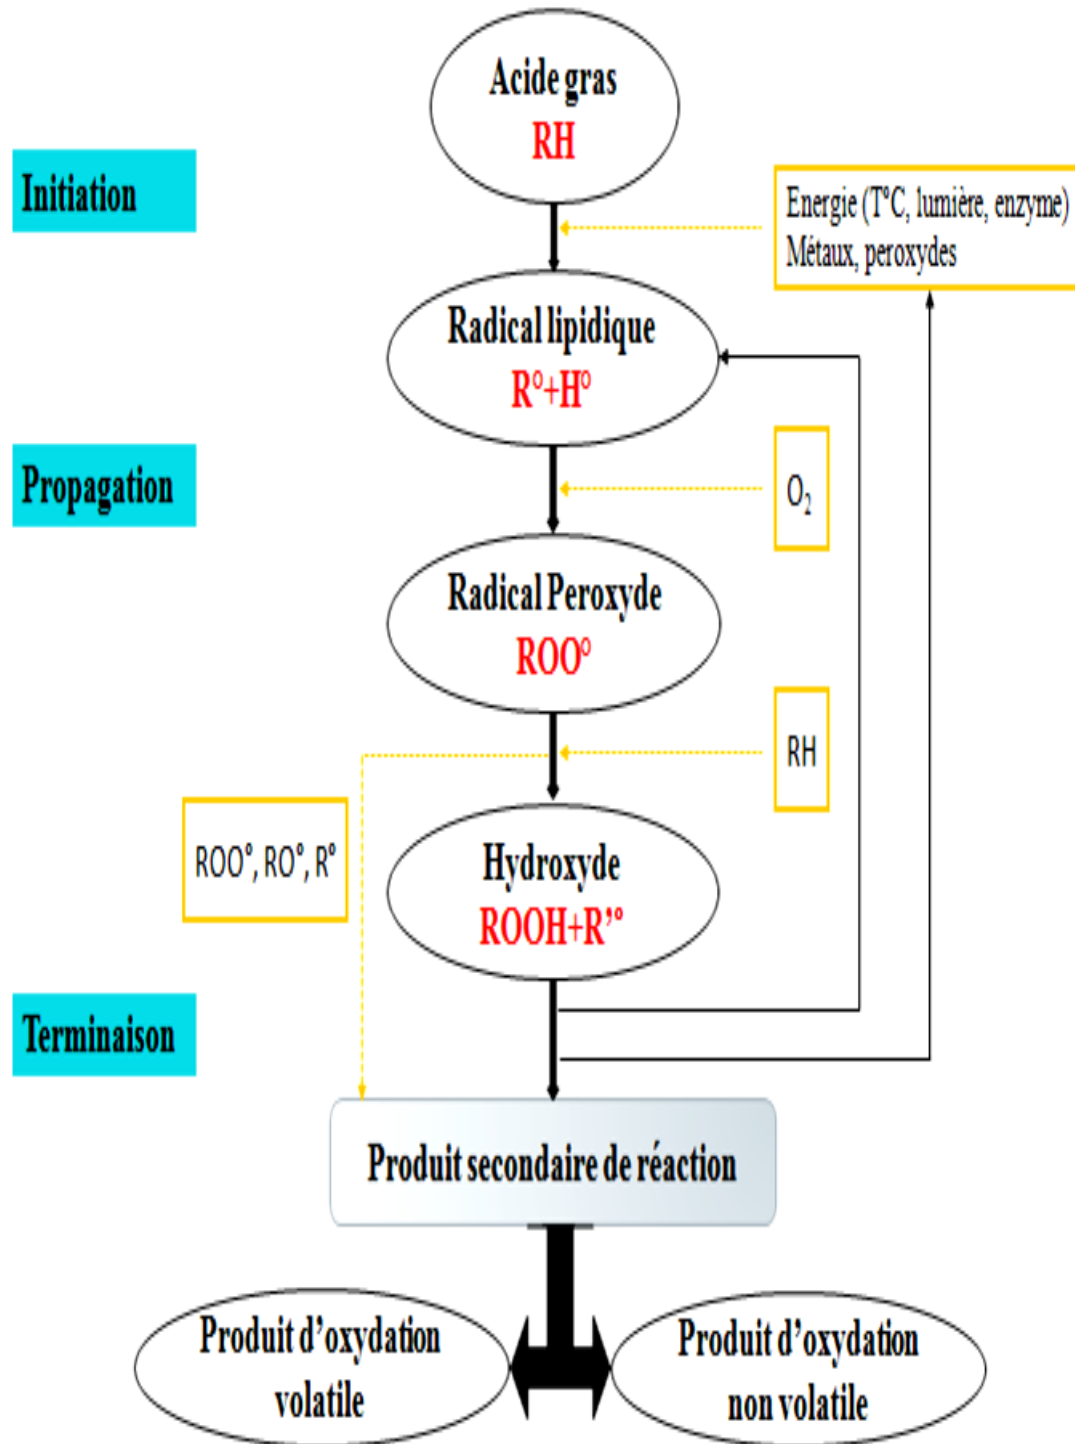 Acide gras
RH
Initiation
Energie (T°C, lumière, enzyme)
Métaux, peroxydes
Radical lipidique
R°+H°
Propagation
O₂
Radical Peroxyde
ROO°
RH
ROO°, RO°, R°
Hydroxyde
ROOH+R’°
Terminaison
Produit secondaire de réaction
Produit d’oxydation
volatile
Produit d’oxydation
non volatile